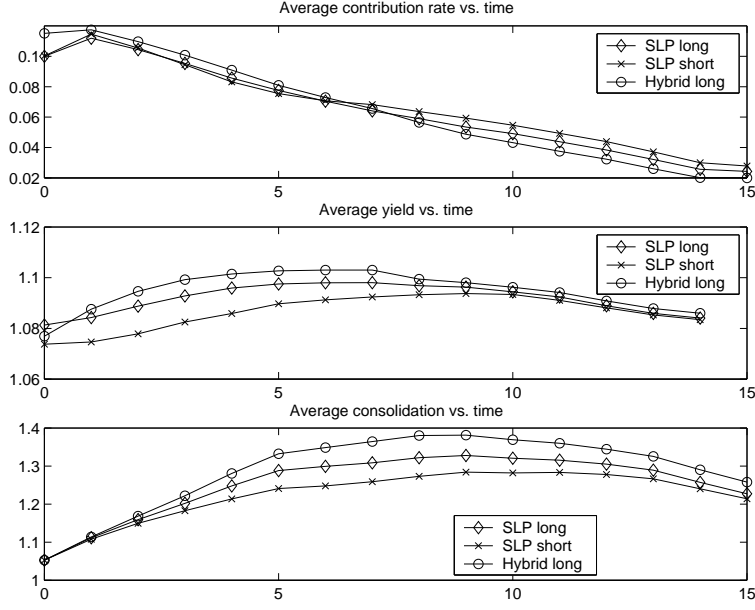 Average contribution rate vs. time
0.1
0.08
0.06
0.04
0.02
SLP long
SLP short
Hybrid long
0 5 10 15
Average yield vs. time
1.12
1.1
1.08
1.06
SLP long
SLP short
Hybrid long
0 5 10 15
Average consolidation vs. time
1.4
1.3
1.2
1.1
1
SLP long
SLP short
Hybrid long
0 5 10 15